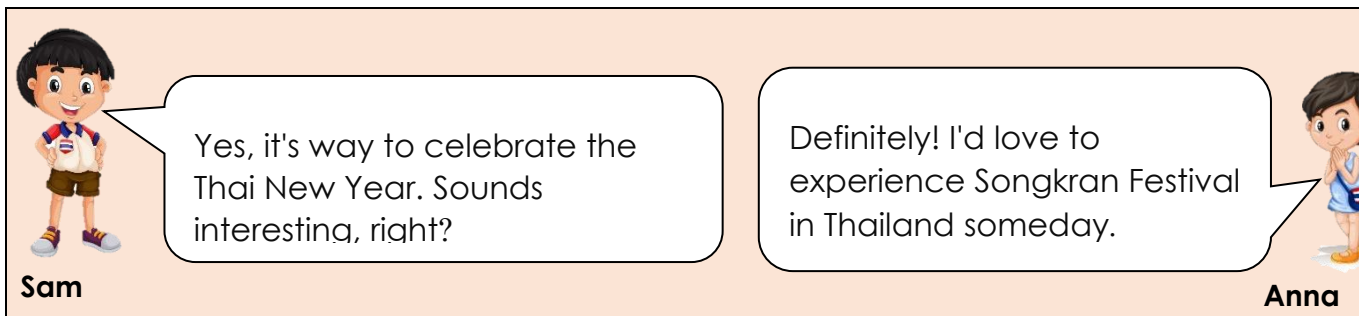 Yes, it's way to celebrate the
Thai New Year. Sounds
interesting, right?
Definitely! I'd love to
experience Songkran Festival
in Thailand someday.
Sam
Anna